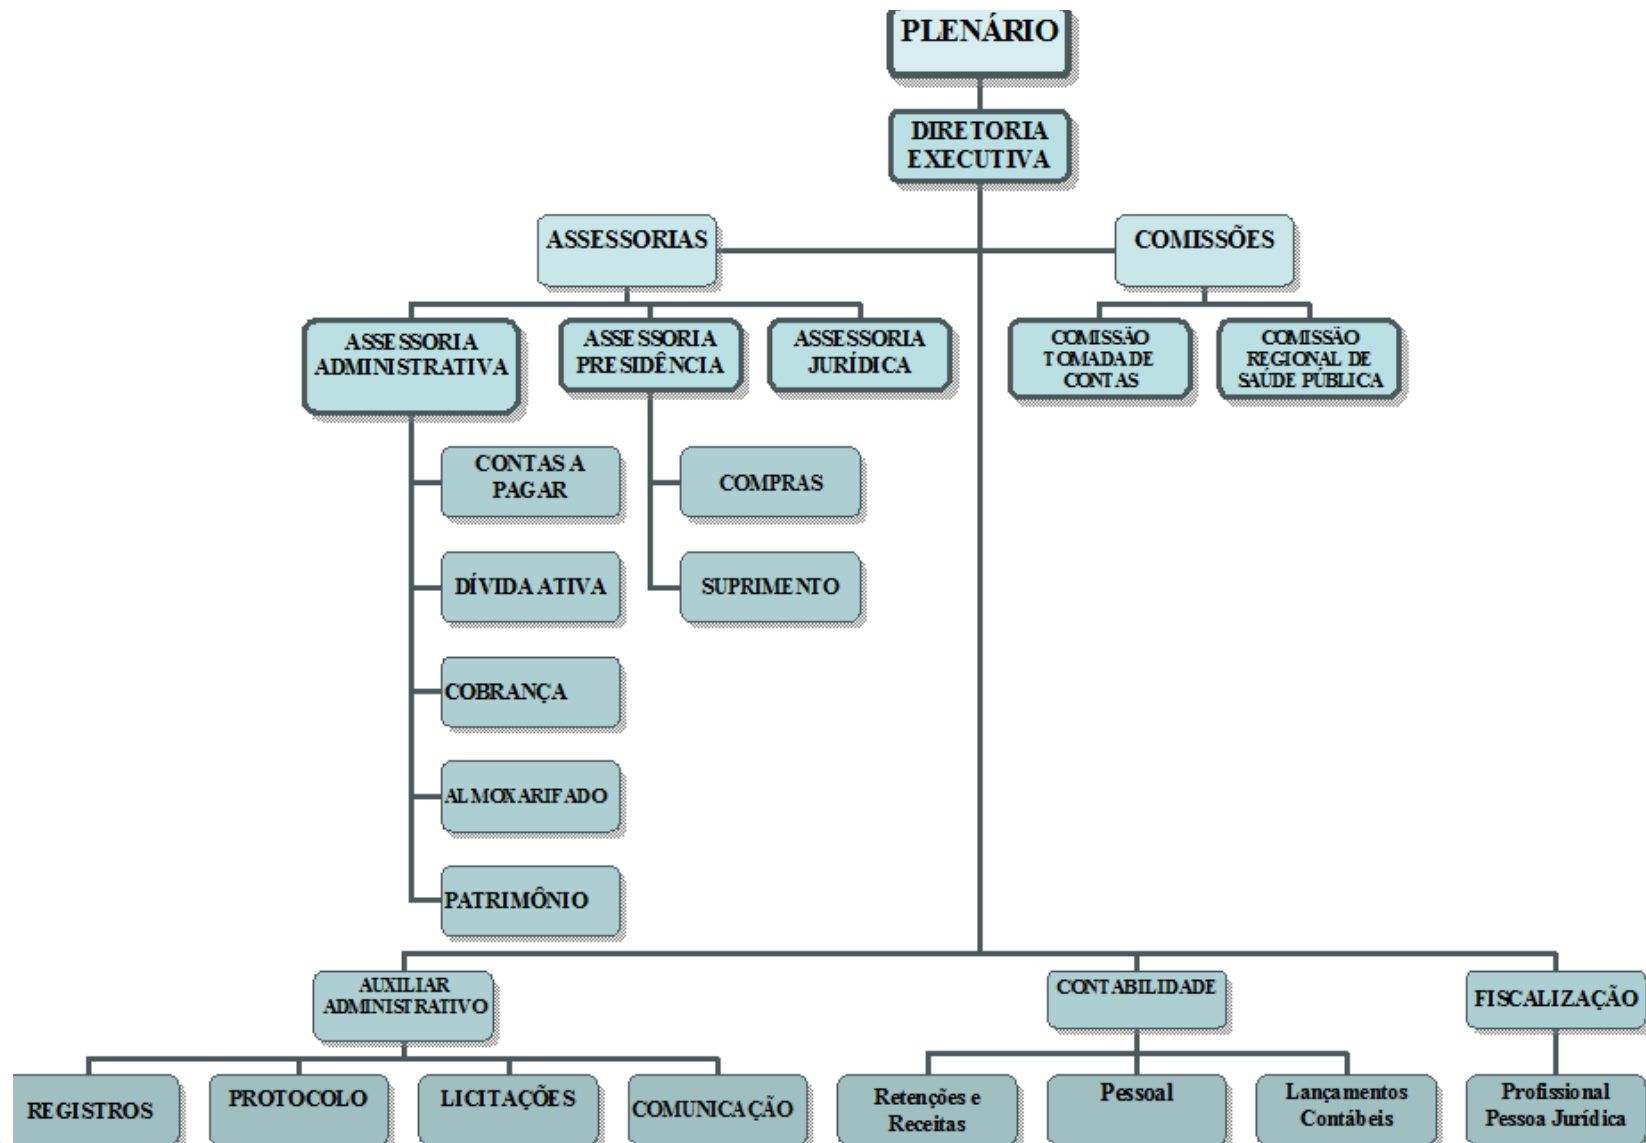 PLENÁRIO
DIRETORIA
EXECUTIVA
ASSESSORIAS
COMISSÕES
ASSESSORIA
ADMINISTRATIVA
ASSESSORIA
PRESIDÊNCIA
ASSESSORIA
JURÍDICA
COMISSÃO
TOMADA DE
CONTAS
COMISSÃO
REGIONAL DE
SAÚDE PÚBLICA
CONTAS A
PAGAR
COMPRAS
DÍVIDA ATIVA
SUPRIMENTO
COBRANÇA
ALMOXARIFADO
PATRIMÔNIO
AUXILIAR
ADMINISTRATIVO
CONTABILIDADE
FISCALIZAÇÃO
REGISTROS
PROTOCOLO
LICITAÇÕES
COMUNICAÇÃO
Retenções e
Receitas
Pessoal
Lançamentos
Contábeis
Profissional
Pessoa Jurídica